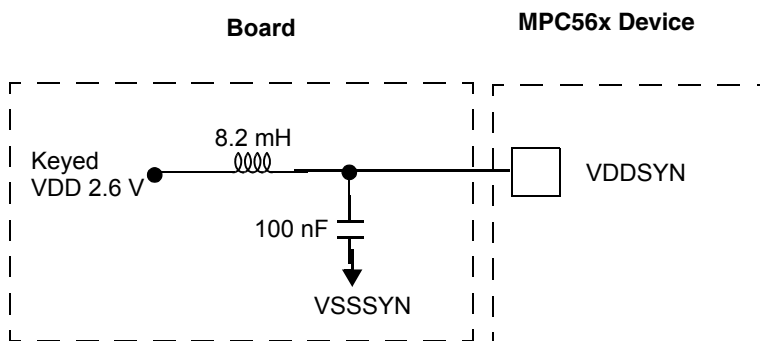 Board
MPC56x Device
8.2 mH
Keyed
VDD 2.6 V
VDDSYN
100 nF
VSSSYN